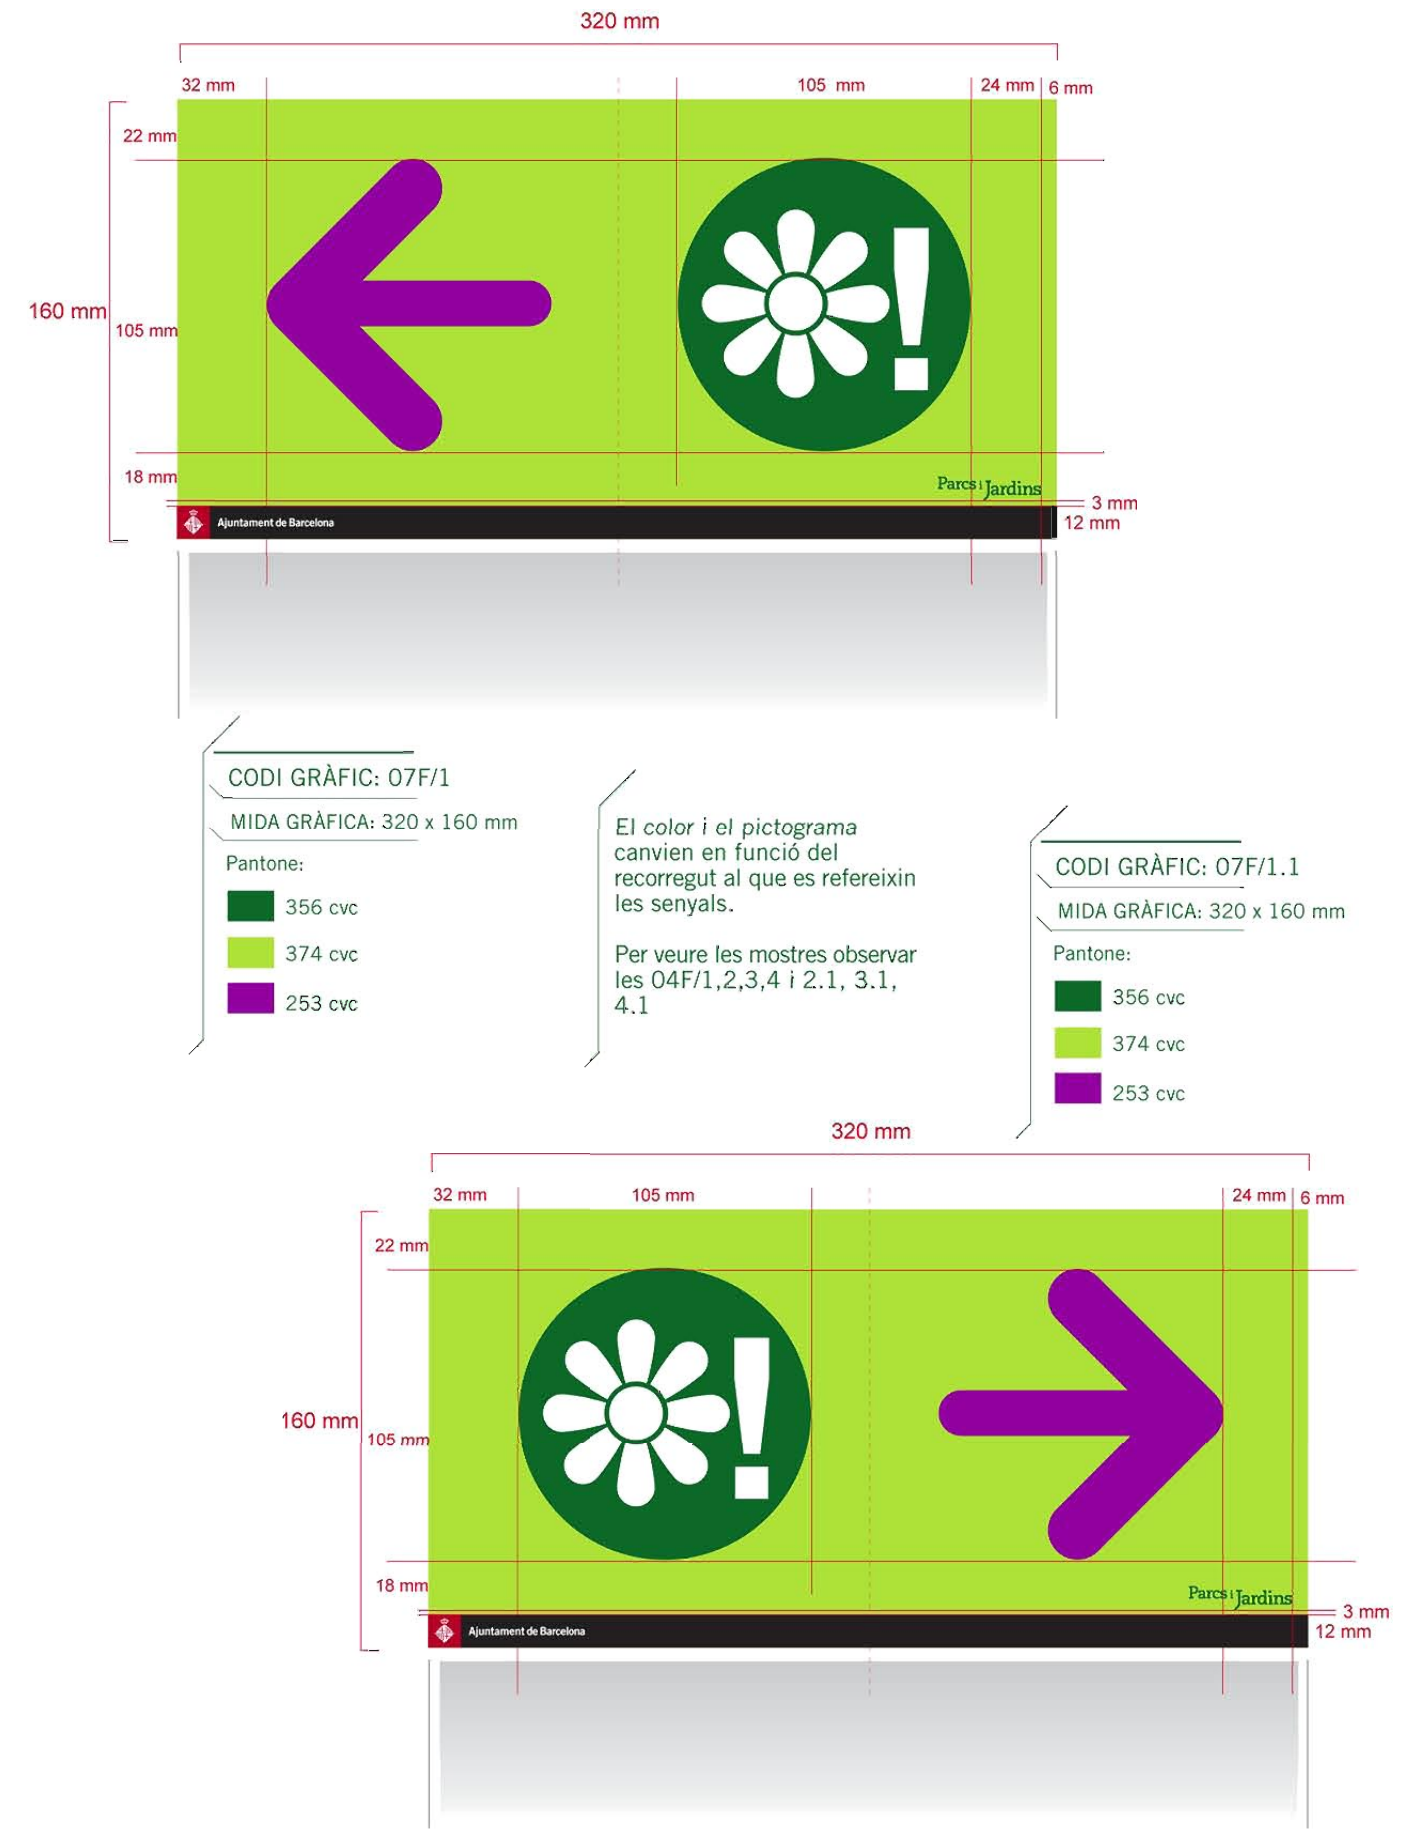 320 mm
32 mm
105 mm
24 mm
6 mm
22 mm
160 mm
105 mm
18 mm
Parcs i Jardins
3 mm
Ajuntament de Barcelona
12 mm
CODI GRÀFIC: 07F/1
MIDA GRÀFICA: 320 x 160 mm
Pantone:
356 cvc
374 cvc
253 cvc
El color i el pictograma
canvien en funció del
recorregut al que es refereixin
les senyals.
Per veure les mostres observar
les 04F/1,2,3,4 i 2.1, 3.1,
4.1
CODI GRÀFIC: 07F/1.1
MIDA GRÀFICA: 320 x 160 mm
Pantone:
356 cvc
374 cvc
253 cvc
320 mm
32 mm
105 mm
24 mm
6 mm
22 mm
160 mm
105 mm
18 mm
Parcs i Jardins
3 mm
Ajuntament de Barcelona
12 mm